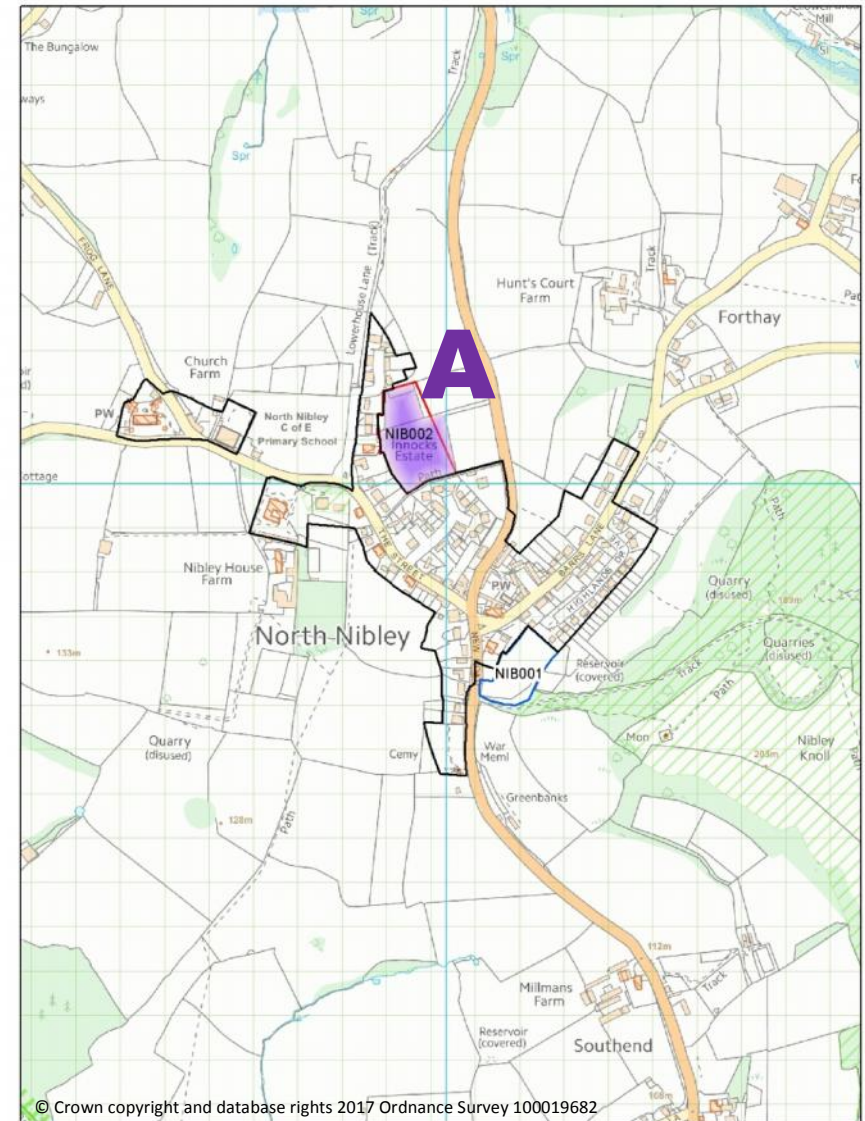 Spr
Mill
The Bungalow
Track
Spr
ways
Spr
Lowerhouse Lane (Track)
FROG LANE
Track
Hunt's Court
Farm
Forthay
A
Church
Farm
PW
North Nibley
C of E
Primary School
NIB002
Innocks
Estate
Path
ottage
Path
THE STREET
Nibley House
Farm
PW
BARRS LANE
HIGHLANDS
Quarry
(disused)
189m
North Nibley
133m
NIB001
Reservoir
(covered)
Track
Quarries
(disused)
Path
Quarry
(disused)
Mon
Nibley
Knoll
Path
Cemy
War
Meml
Greenbanks
128m
Path
112m
Millmans
Farm
Track
Reservoir
(covered)
Southend
© Crown copyright and database rights 2017 Ordnance Survey 100019682